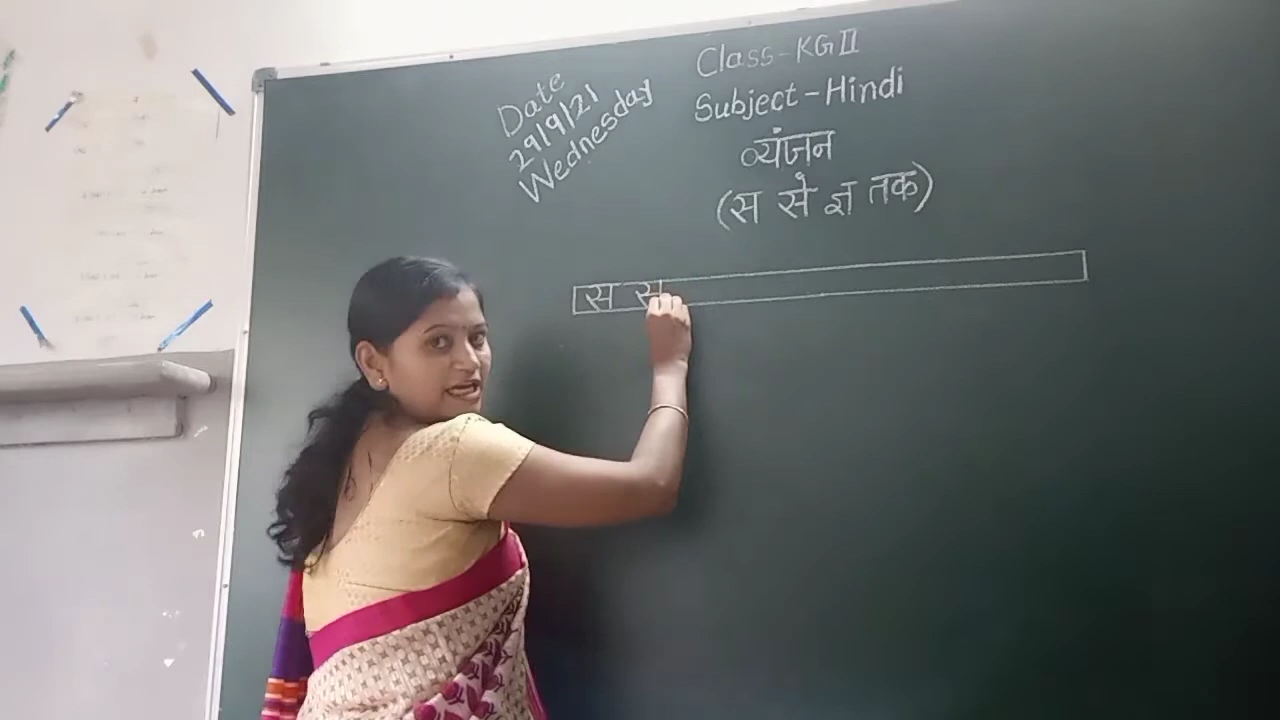 Date
29/9/21
Wednesday
Class-KG II
Subject-Hindi
व्यंजन
(स से ज्ञ तक)
स स